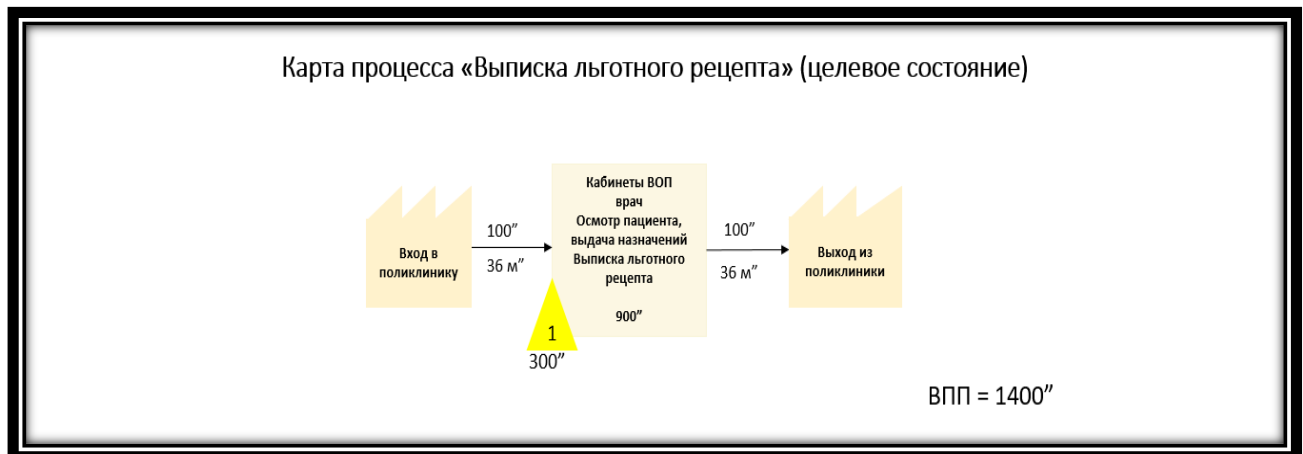 Карта процесса «Выписка льготного рецепта» (целевое состояние)
Вход в
поликлинику
100”
36 м”
Кабинеты ВОП
врач
Осмотр пациента,
выдача назначений
Выписка льготного
рецепта
900”
1
300”
100”
36 м”
Выход из
поликлиники
ВПП = 1400”